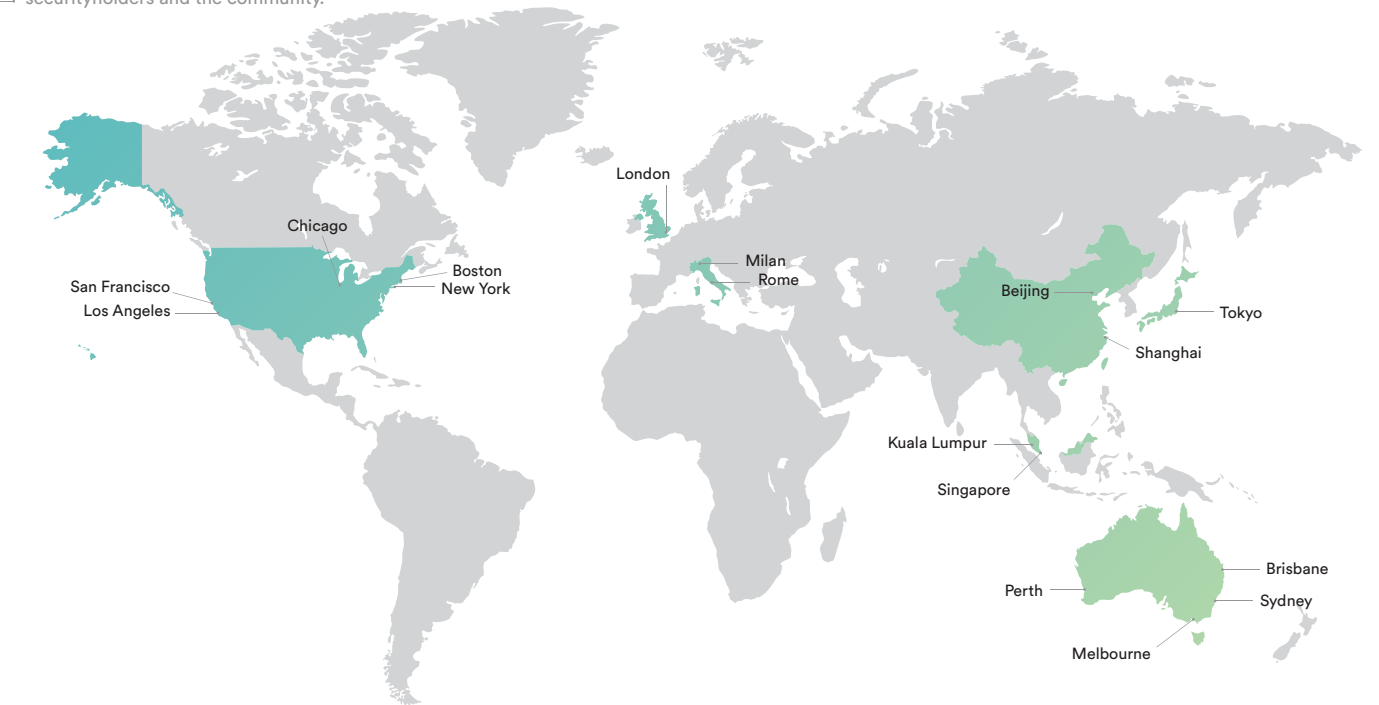 securityholders and the community.
London
Chicago
Milan
Boston
Rome
San Francisco
New York
Beijing
Los Angeles
Tokyo
Shanghai
Kuala Lumpur
Singapore
Brisbane
Perth
Sydney
Melbourne